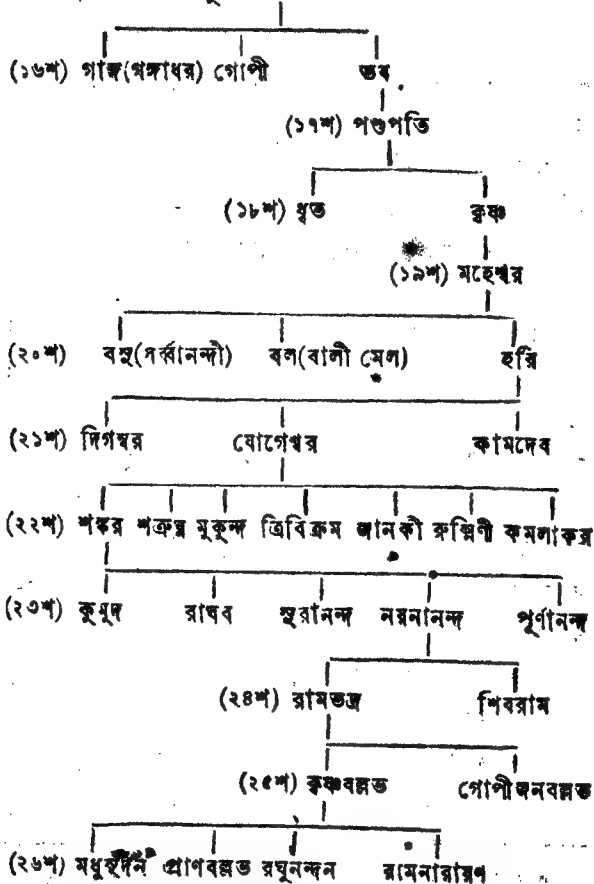 (১৬শ) গাঙ্গ(গঙ্গাধর) গোপী ভব
(১৭শ) পশুপতি
(১৮শ) ধৃত কৃষ্ণ
(১৯শ) মহেশ্বর
(২০শ) বসু(সর্ব্বানন্দী) বল(বালী মেল) হরি
(২১শ) দিগম্বর যোগেশ্বর কামদেব
(২২শ) শঙ্কর শত্রুঘ্ন মুকুন্দ ত্রিবিক্রম জানকী রুক্মিণী কমলাকর
(২৩শ) কুমুদ রাঘব সুরানন্দ নয়নানন্দ পূর্ণানন্দ
(২৪শ) রামভদ্র শিবরাম
(২৫শ) কৃষ্ণবল্লভ গোপীজনবল্লভ
(২৬শ) মধুসূদন প্রাণবল্লভ রঘুনন্দন রামনারায়ণ